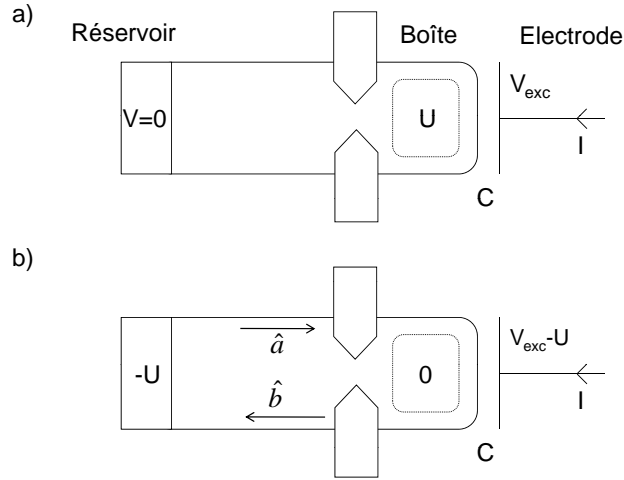 a)
Réservoir Boîte Electrode
V=0 U V_exc
I
C
b)
-U â 0 V_exc-U
b̂ I
C